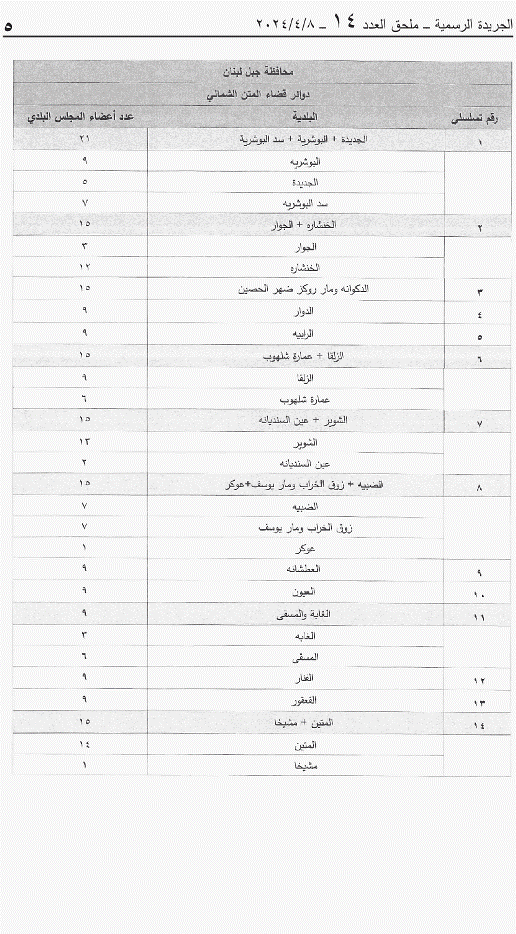 الجريدة الرسمية ــ ملحق العدد ١٤ ــ ٢٠٢٤/٤/٨ ٥
محافظة جبل لبنان
دوائر قضاء المتن الشمالي
رقم تسلسلي البلدية عدد أعضاء المجلس البلدي
١ الجديدة + البوشرية + سد البوشرية ٢١
البوشريه ٩
الجديدة ٥
سد البوشريه ٧
٢ الخنشاره + الجوار ١٥
الجوار ٣
الخنشاره ١٢
٣ الدكوانه ومار روكز ضهر الحصين ١٥
٤ الدوار ٩
٥ الرابيه ٩
٦ الزلقا + عمارة شلهوب ١٥
الزلقا ٩
عمارة شلهوب ٦
٧ الشوير + عين السنديانه ١٥
الشوير ١٣
عين السنديانه ٢
٨ قضبيه + زوق الخراب ومار يوسف+عوكر ١٥
الضبيه ٧
زوق الخراب ومار يوسف ٧
عوكر ١
٩ العطشانه ٩
١٠ العيون ٩
١١ الغابة والمسقى ٩
الغابه ٣
المسقى ٦
١٢ الفنار ٩
١٣ القعقور ٩
١٤ المتين + مشيخا ١٥
المتين ١٤
مشيخا ١